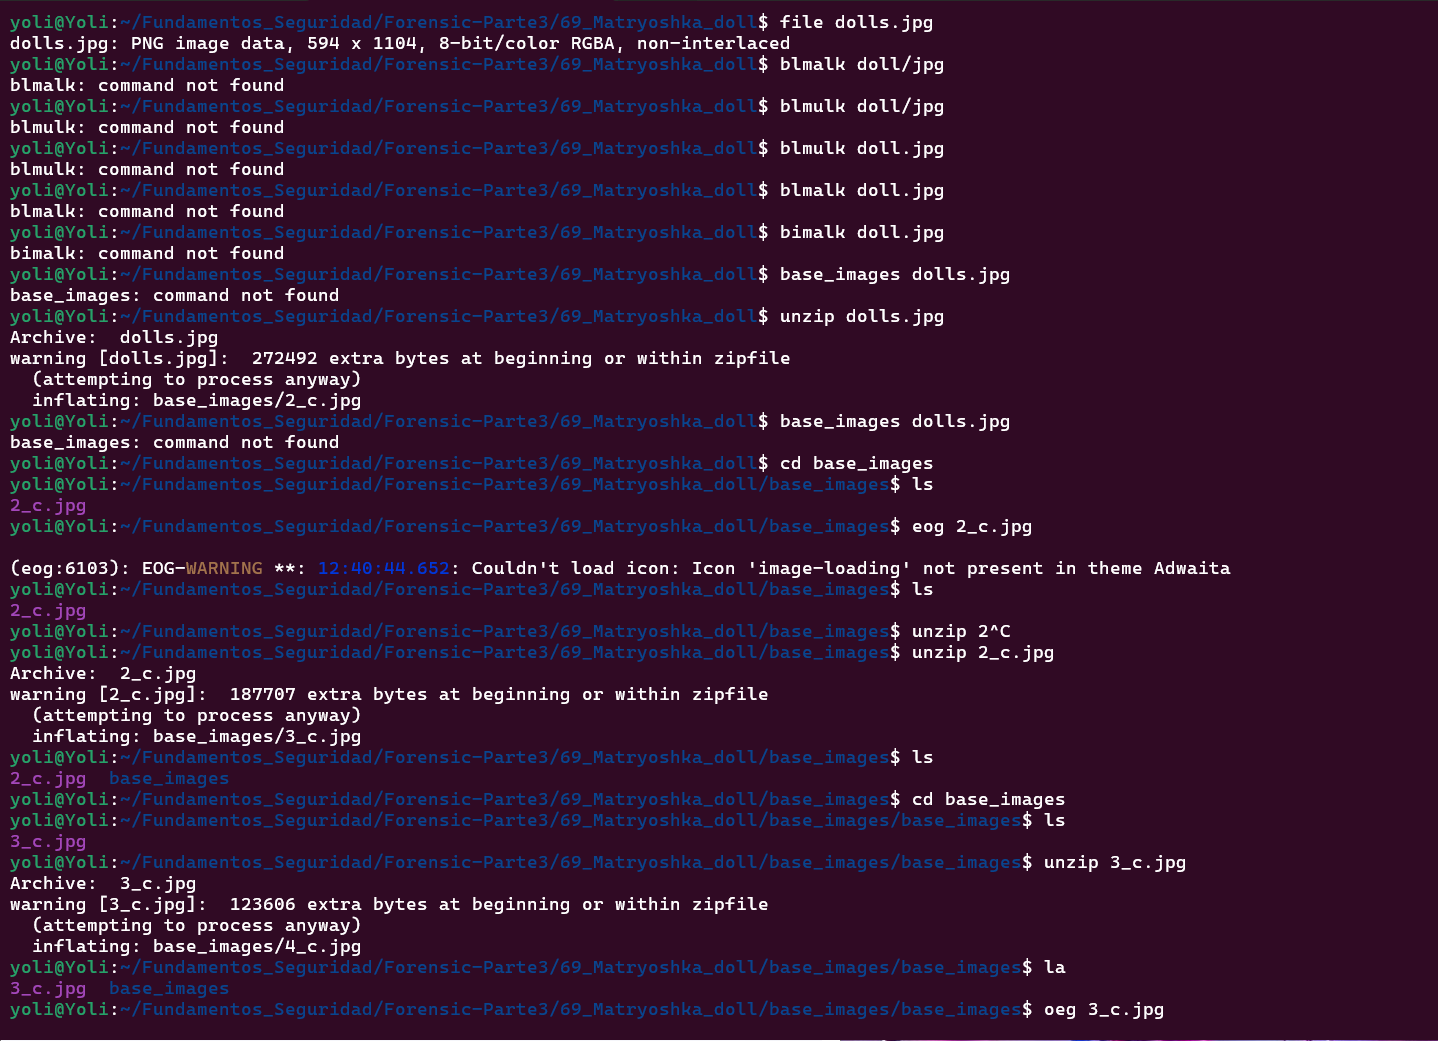 yoli@Yoli:~/Fundamentos_Seguridad/Forensic-Parte3/69_Matryoshka_doll$ file dolls.jpg
dolls.jpg: PNG image data, 594 x 1104, 8-bit/color RGBA, non-interlaced
yoli@Yoli:~/Fundamentos_Seguridad/Forensic-Parte3/69_Matryoshka_doll$ blmalk doll/jpg
blmalk: command not found
yoli@Yoli:~/Fundamentos_Seguridad/Forensic-Parte3/69_Matryoshka_doll$ blmulk doll/jpg
blmulk: command not found
yoli@Yoli:~/Fundamentos_Seguridad/Forensic-Parte3/69_Matryoshka_doll$ blmulk doll.jpg
blmulk: command not found
yoli@Yoli:~/Fundamentos_Seguridad/Forensic-Parte3/69_Matryoshka_doll$ blmalk doll.jpg
blmalk: command not found
yoli@Yoli:~/Fundamentos_Seguridad/Forensic-Parte3/69_Matryoshka_doll$ bimalk doll.jpg
bimalk: command not found
yoli@Yoli:~/Fundamentos_Seguridad/Forensic-Parte3/69_Matryoshka_doll$ base_images dolls.jpg
base_images: command not found
yoli@Yoli:~/Fundamentos_Seguridad/Forensic-Parte3/69_Matryoshka_doll$ unzip dolls.jpg
Archive:  dolls.jpg
warning [dolls.jpg]:  272492 extra bytes at beginning or within zipfile
  (attempting to process anyway)
  inflating: base_images/2_c.jpg
yoli@Yoli:~/Fundamentos_Seguridad/Forensic-Parte3/69_Matryoshka_doll$ base_images dolls.jpg
base_images: command not found
yoli@Yoli:~/Fundamentos_Seguridad/Forensic-Parte3/69_Matryoshka_doll$ cd base_images
yoli@Yoli:~/Fundamentos_Seguridad/Forensic-Parte3/69_Matryoshka_doll/base_images$ ls
2_c.jpg
yoli@Yoli:~/Fundamentos_Seguridad/Forensic-Parte3/69_Matryoshka_doll/base_images$ eog 2_c.jpg
(eog:6103): EOG-WARNING **: 12:40:44.652: Couldn't load icon: Icon 'image-loading' not present in theme Adwaita
yoli@Yoli:~/Fundamentos_Seguridad/Forensic-Parte3/69_Matryoshka_doll/base_images$ ls
2_c.jpg
yoli@Yoli:~/Fundamentos_Seguridad/Forensic-Parte3/69_Matryoshka_doll/base_images$ unzip 2^C
yoli@Yoli:~/Fundamentos_Seguridad/Forensic-Parte3/69_Matryoshka_doll/base_images$ unzip 2_c.jpg
Archive:  2_c.jpg
warning [2_c.jpg]:  187707 extra bytes at beginning or within zipfile
  (attempting to process anyway)
  inflating: base_images/3_c.jpg
yoli@Yoli:~/Fundamentos_Seguridad/Forensic-Parte3/69_Matryoshka_doll/base_images$ ls
2_c.jpg  base_images
yoli@Yoli:~/Fundamentos_Seguridad/Forensic-Parte3/69_Matryoshka_doll/base_images$ cd base_images
yoli@Yoli:~/Fundamentos_Seguridad/Forensic-Parte3/69_Matryoshka_doll/base_images/base_images$ ls
3_c.jpg
yoli@Yoli:~/Fundamentos_Seguridad/Forensic-Parte3/69_Matryoshka_doll/base_images/base_images$ unzip 3_c.jpg
Archive:  3_c.jpg
warning [3_c.jpg]:  123606 extra bytes at beginning or within zipfile
  (attempting to process anyway)
  inflating: base_images/4_c.jpg
yoli@Yoli:~/Fundamentos_Seguridad/Forensic-Parte3/69_Matryoshka_doll/base_images/base_images$ la
3_c.jpg  base_images
yoli@Yoli:~/Fundamentos_Seguridad/Forensic-Parte3/69_Matryoshka_doll/base_images/base_images$ oeg 3_c.jpg